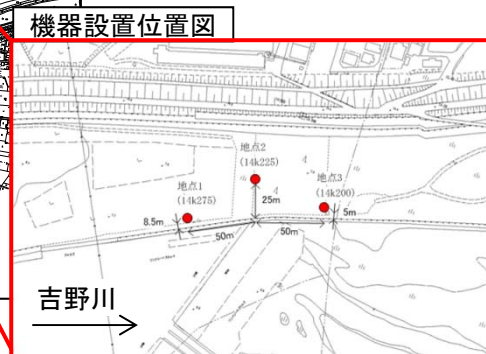 機器設置位置図
地点2
(14k225)
地点3
(14k200)
地点1
(14k275)
25m
8.5m
5m
50m
50m
吉野川